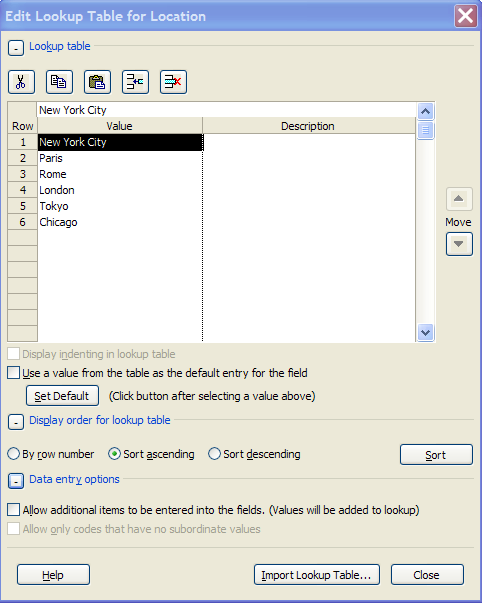 Edit Lookup Table for Location
Lookup table
New York City
Row Value Description
1 New York City
2 Paris
3 Rome
4 London
5 Tokyo
6 Chicago
Move
Display indenting in lookup table
Use a value from the table as the default entry for the field
Set Default (Click button after selecting a value above)
Display order for lookup table
By row number Sort ascending Sort descending Sort
Data entry options
Allow additional items to be entered into the fields. (Values will be added to lookup)
Allow only codes that have no subordinate values
Help Import Lookup Table... Close